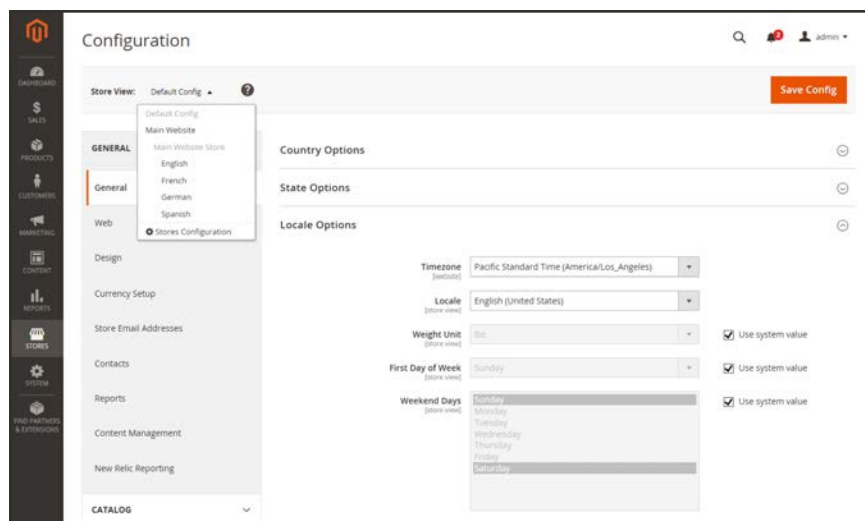 Configuration
2
admin
DASHBOARD
SALES
PRODUCTS
CUSTOMERS
MARKETING
CONTENT
REPORTS
STORES
SYSTEM
FIND PARTNERS
& EXTENSIONS
Store View: Default Config ?
Save Config
Default Config
Main Website
Main Website Store
English
French
German
Spanish
Stores Configuration
GENERAL
General
Web
Design
Currency Setup
Store Email Addresses
Contacts
Reports
Content Management
New Relic Reporting
CATALOG
Country Options
State Options
Locale Options
Timezone
[website]
Pacific Standard Time (America/Los_Angeles)
Locale
[store view]
English (United States)
Weight Unit
[store view]
lbs
Use system value
First Day of Week
[store view]
Sunday
Use system value
Weekend Days
[store view]
Sunday
Monday
Tuesday
Wednesday
Thursday
Friday
Saturday
Use system value